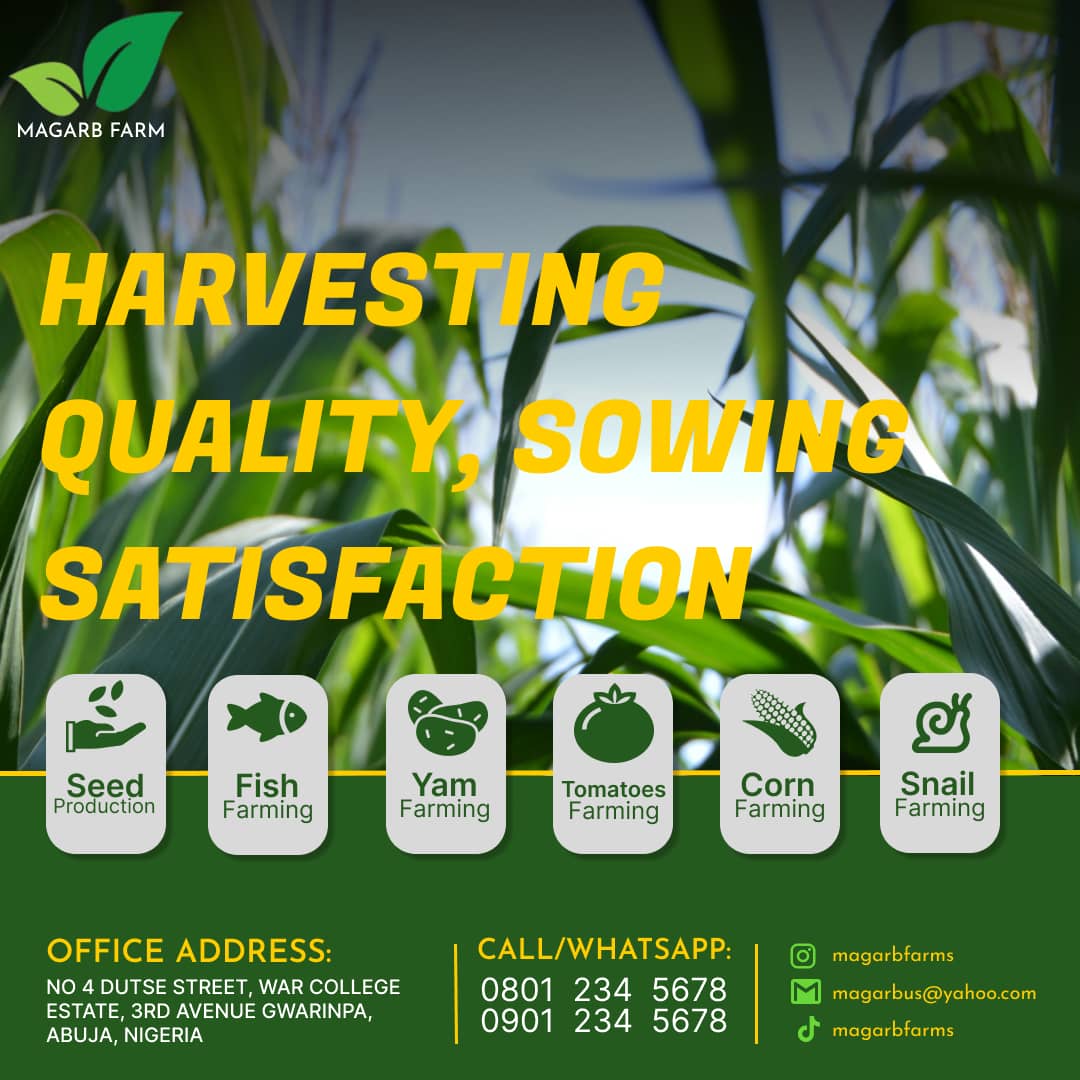 MAGARB FARM
HARVESTING
QUALITY, SOWING
SATISFACTION
Seed
Production
Fish
Farming
Yam
Farming
Tomatoes
Farming
Corn
Farming
Snail
Farming
OFFICE ADDRESS:
NO 4 DUTSE STREET, WAR COLLEGE
ESTATE, 3RD AVENUE GWARINPA,
ABUJA, NIGERIA
CALL/WHATSAPP:
0801 234 5678
0901 234 5678
magarbfarms
magarbus@yahoo.com
magarbfarms